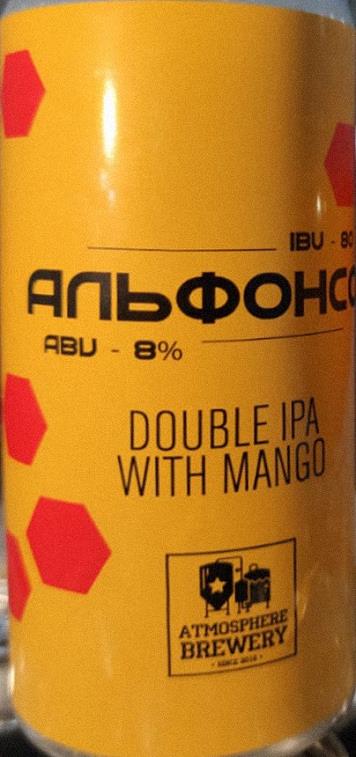 IBU - 80
АЛЬФОНСО
ABV - 8%
DOUBLE IPA
WITH MANGO
ATMOSPHERE
BREWERY